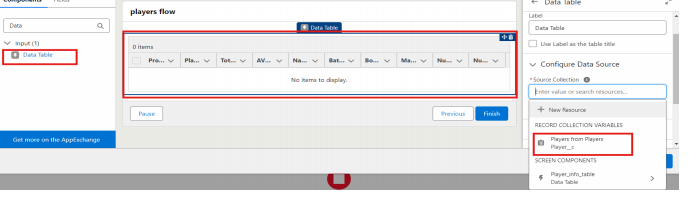 Components Fields
Data
Input (1)
Data Table
Get more on the AppExchange
players flow
Data Table
0 items
Pro... Pla... Tot... AV... Na... Bat... Bo... Ma... Nu... Nu...
No items to display.
Pause
Previous
Finish
Data Table
Label
Data Table
Use Label as the table title
Configure Data Source
* Source Collection
Enter value or search resources...
New Resource
RECORD COLLECTION VARIABLES
Players from Players
Player__c
SCREEN COMPONENTS
Player_info_table
Data Table